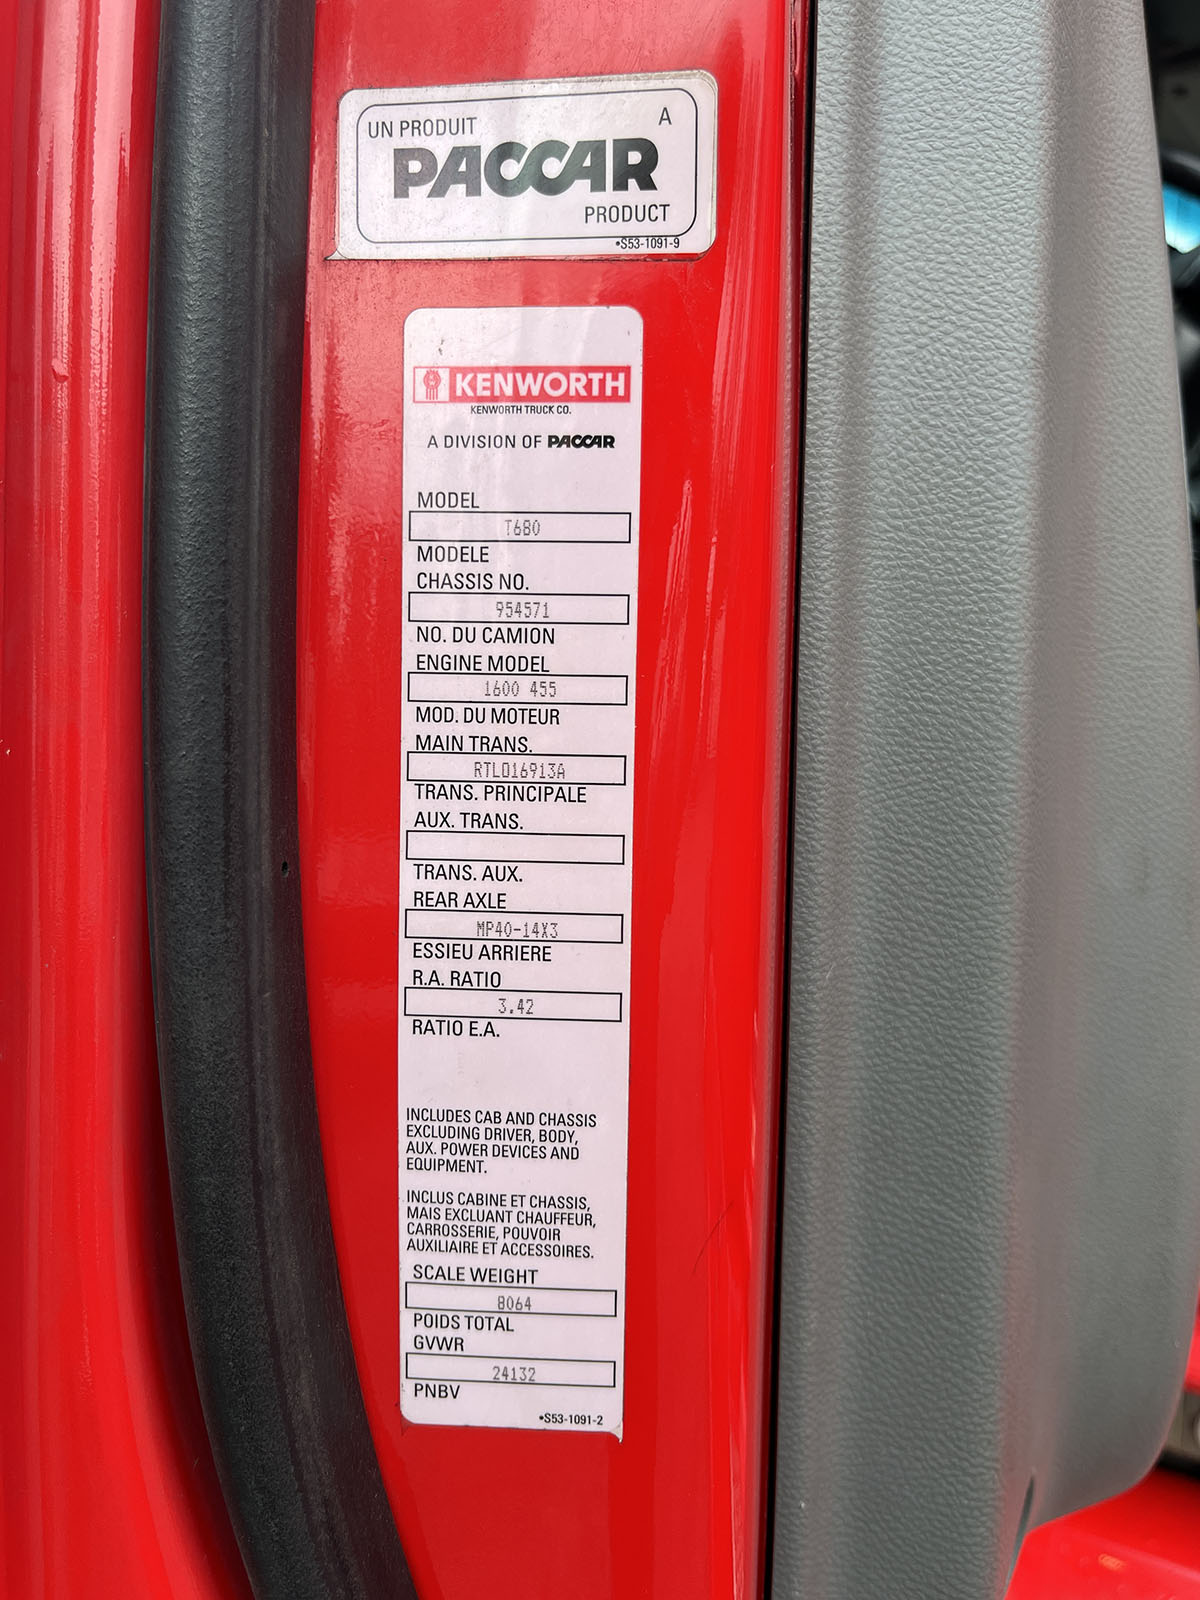 UN PRODUIT A
PACCAR
PRODUCT
•S53-1091-9
KENWORTH
KENWORTH TRUCK CO.
A DIVISION OF PACCAR
MODEL
T680
MODELE
CHASSIS NO.
954571
NO. DU CAMION
ENGINE MODEL
1600 455
MOD. DU MOTEUR
MAIN TRANS.
RTLO16913A
TRANS. PRINCIPALE
AUX. TRANS.
TRANS. AUX.
REAR AXLE
MP40-14X3
ESSIEU ARRIERE
R.A. RATIO
3.42
RATIO E.A.
INCLUDES CAB AND CHASSIS
EXCLUDING DRIVER, BODY,
AUX. POWER DEVICES AND
EQUIPMENT.
INCLUS CABINE ET CHASSIS,
MAIS EXCLUANT CHAUFFEUR,
CARROSSERIE, POUVOIR
AUXILIAIRE ET ACCESSOIRES.
SCALE WEIGHT
8064
POIDS TOTAL
GVWR
24132
PNBV
•S53-1091-2